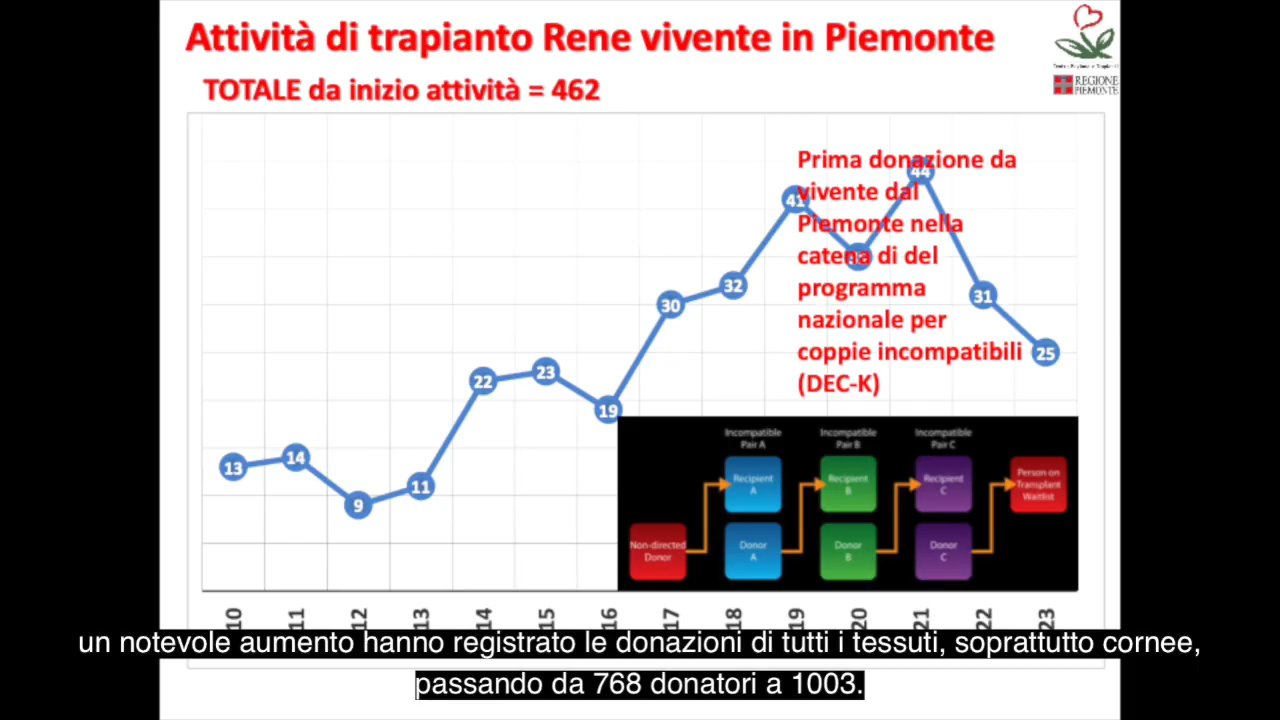 Attività di trapianto Rene vivente in Piemonte
TOTALE da inizio attività = 462
REGIONE
PIEMONTE
Prima donazione da
vivente dal
Piemonte nella
catena di del
programma
nazionale per
coppie incompatibili
(DEC-K)
13
14
9
11
22
23
19
30
32
41
44
31
25
Incompatible
Pair A
Incompatible
Pair B
Incompatible
Pair C
Recipient
A
Recipient
B
Recipient
C
Person on
Transplant
Waitlist
Non-directed
Donor
Donor
A
Donor
B
Donor
C
10
11
12
13
14
15
16
17
18
19
20
21
22
23
un notevole aumento hanno registrato le donazioni di tutti i tessuti, soprattutto cornee,
passando da 768 donatori a 1003.